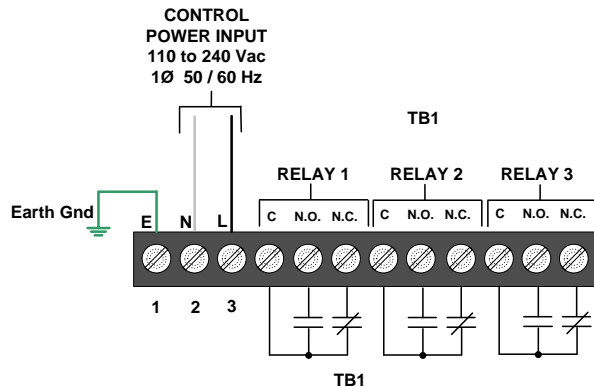 CONTROL
POWER INPUT
110 to 240 Vac
1Ø 50 / 60 Hz
TB1
RELAY 1 RELAY 2 RELAY 3
Earth Gnd E N L C N.O. N.C. C N.O. N.C. C N.O. N.C.
1 2 3
TB1